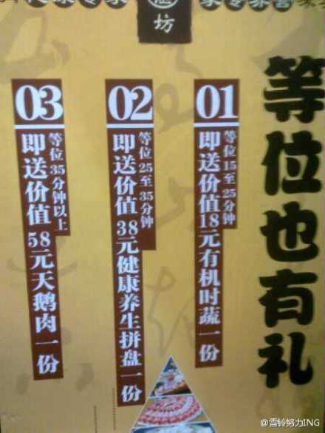 坊
等位也有礼
01
等位15至25分钟
即送价值18元有机时蔬一份
02
等位25至35分钟
即送价值38元健康养生拼盘一份
03
等位35分钟以上
即送价值58元天鹅肉一份
@雪铃努力ING